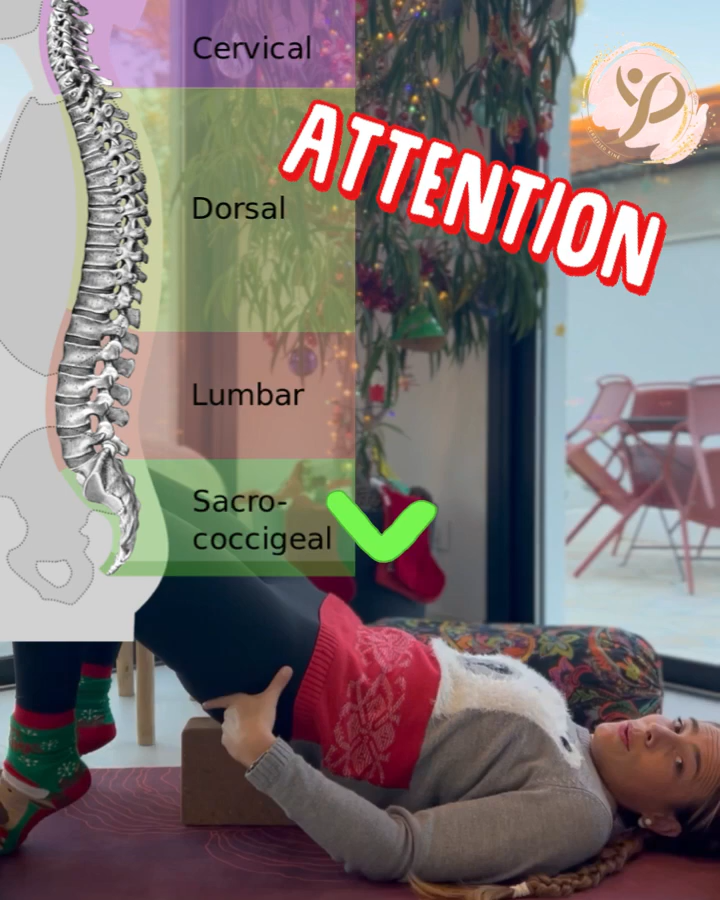 Cervical
ATTENTION
Dorsal
Lumbar
Sacro-
coccigeal